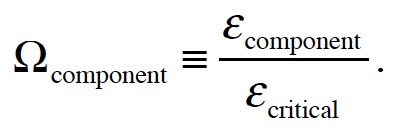 Ω_component ≡ ε_component / ε_critical .